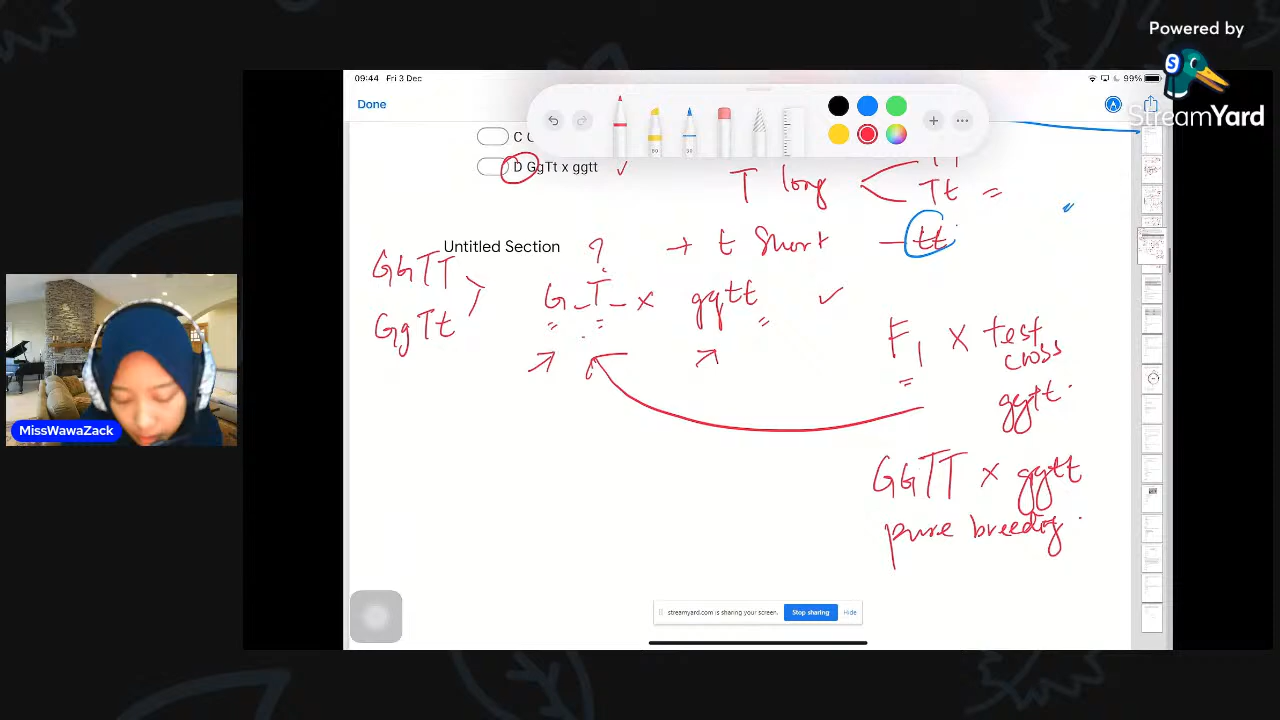 Powered by
StreamYard
09:44 Fri 3 Dec
99%
Done
C
D GgTt x ggtt ✓
T long
Tt =
Untitled Section
?
→ t Short — tt
GGTT
GgTt
G_T_ x ggtt ✓
F1 x test
cross
ggtt.
GGTT x ggtt
pure breeding.
MissWawaZack
streamyard.com is sharing your screen.
Stop sharing
Hide